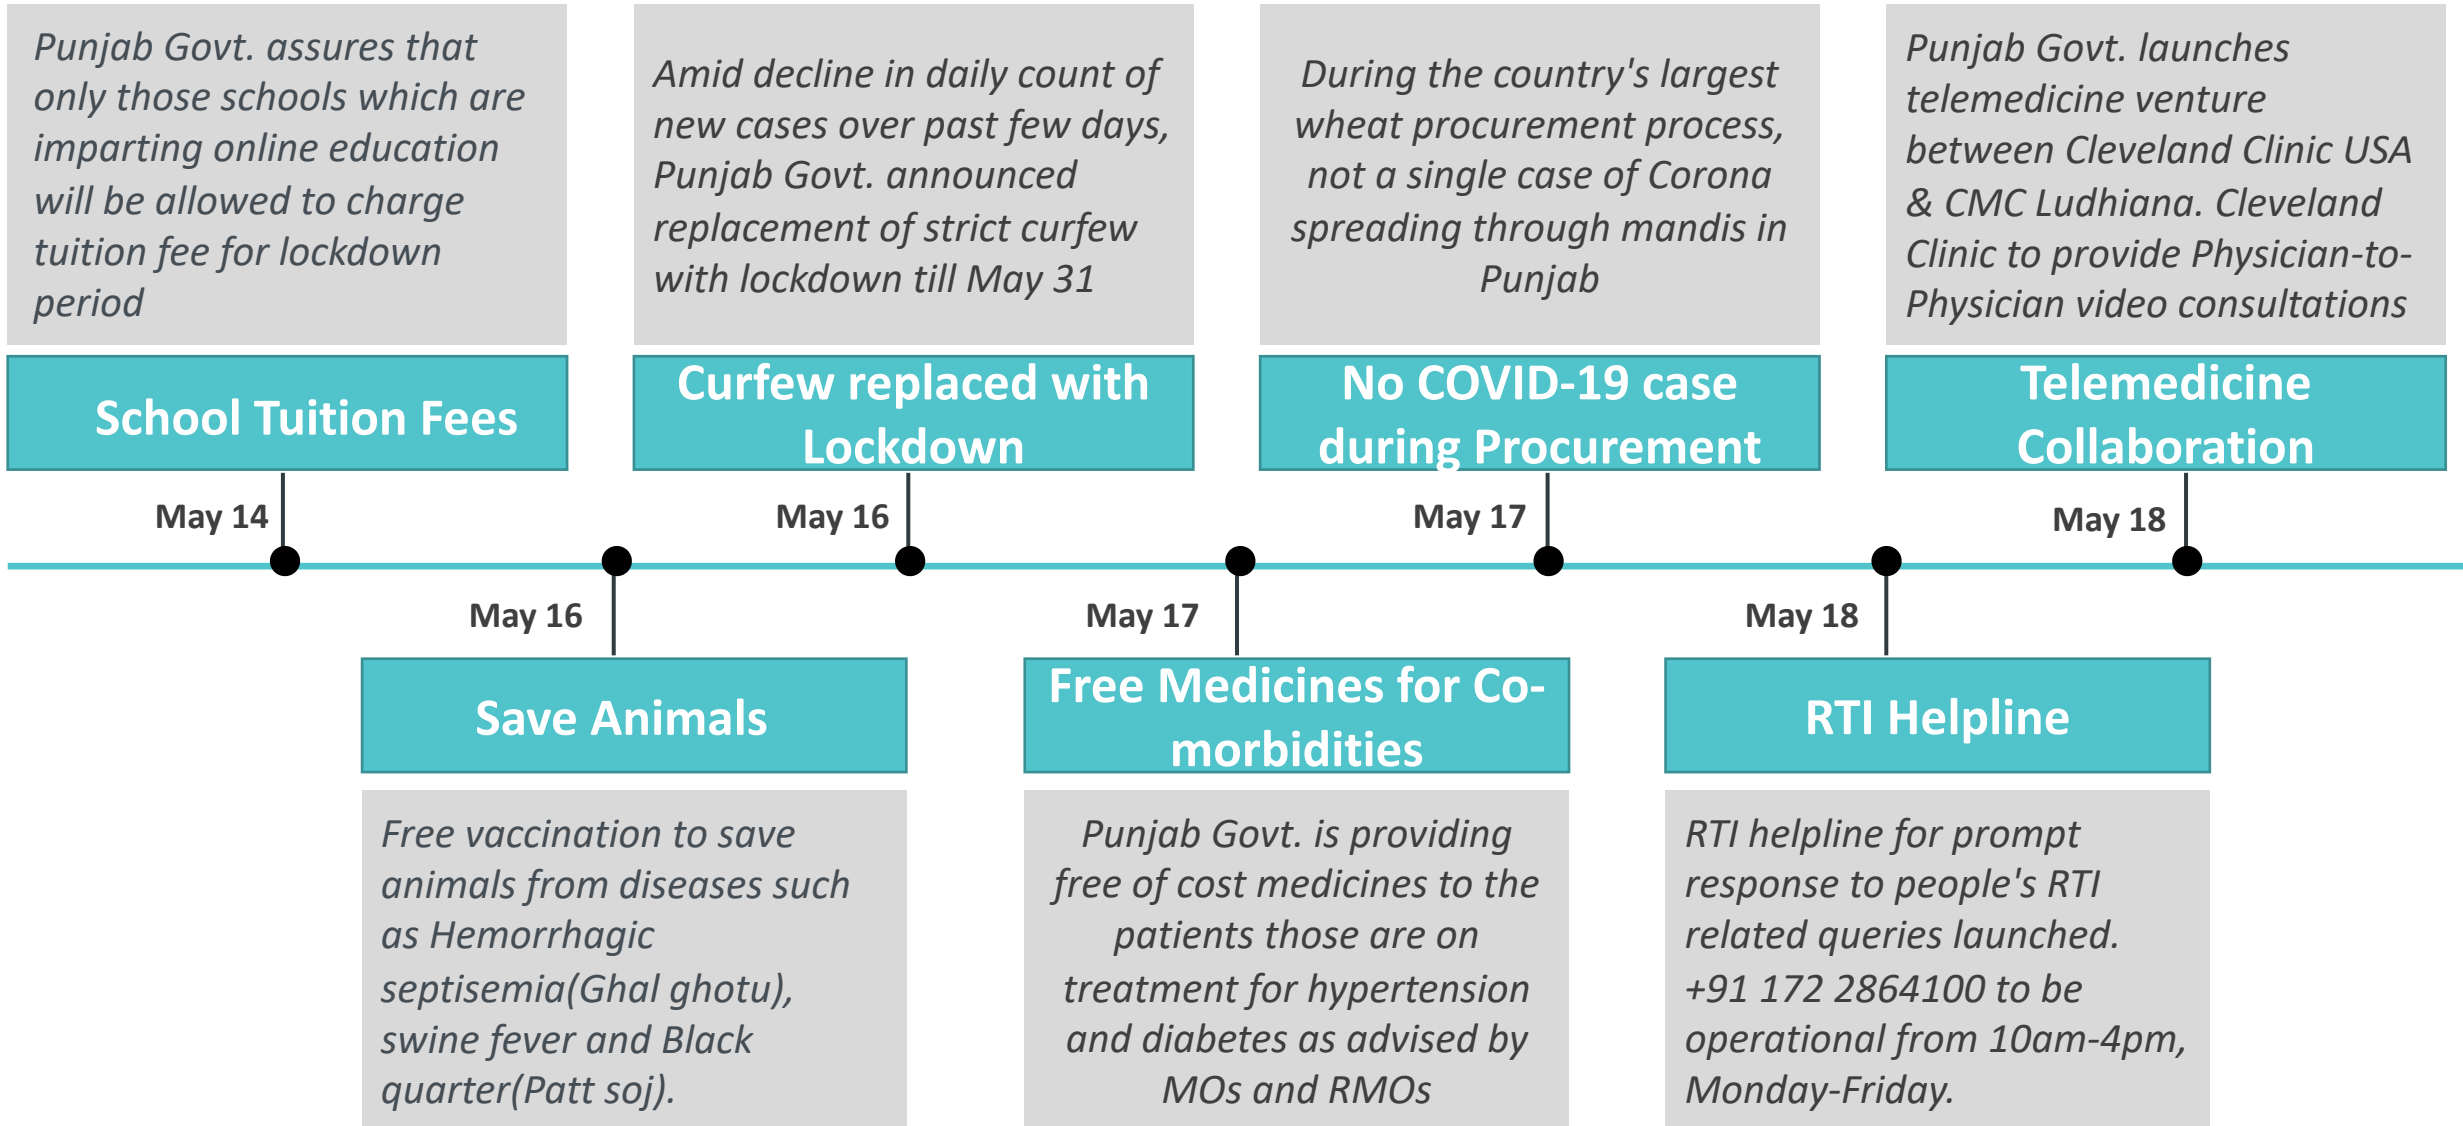 Punjab Govt. assures that
only those schools which are
imparting online education
will be allowed to charge
tuition fee for lockdown
period
School Tuition Fees
May 14
Amid decline in daily count of
new cases over past few days,
Punjab Govt. announced
replacement of strict curfew
with lockdown till May 31
Curfew replaced with
Lockdown
May 16
During the country's largest
wheat procurement process,
not a single case of Corona
spreading through mandis in
Punjab
No COVID-19 case
during Procurement
May 17
Punjab Govt. launches
telemedicine venture
between Cleveland Clinic USA
& CMC Ludhiana. Cleveland
Clinic to provide Physician-to-
Physician video consultations
Telemedicine
Collaboration
May 18
May 16
Save Animals
Free vaccination to save
animals from diseases such
as Hemorrhagic
septisemia(Ghal ghotu),
swine fever and Black
quarter(Patt soj).
May 17
Free Medicines for Co-
morbidities
Punjab Govt. is providing
free of cost medicines to the
patients those are on
treatment for hypertension
and diabetes as advised by
MOs and RMOs
May 18
RTI Helpline
RTI helpline for prompt
response to people's RTI
related queries launched.
+91 172 2864100 to be
operational from 10am-4pm,
Monday-Friday.